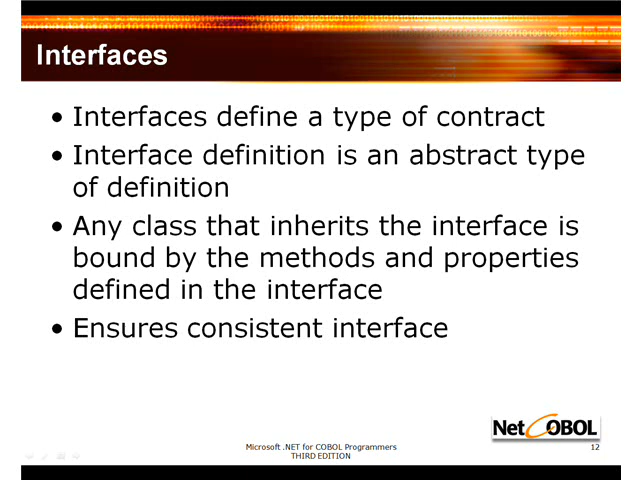 Interfaces
• Interfaces define a type of contract
• Interface definition is an abstract type
of definition
• Any class that inherits the interface is
bound by the methods and properties
defined in the interface
• Ensures consistent interface
NetCOBOL
Microsoft .NET for COBOL Programmers
THIRD EDITION
12